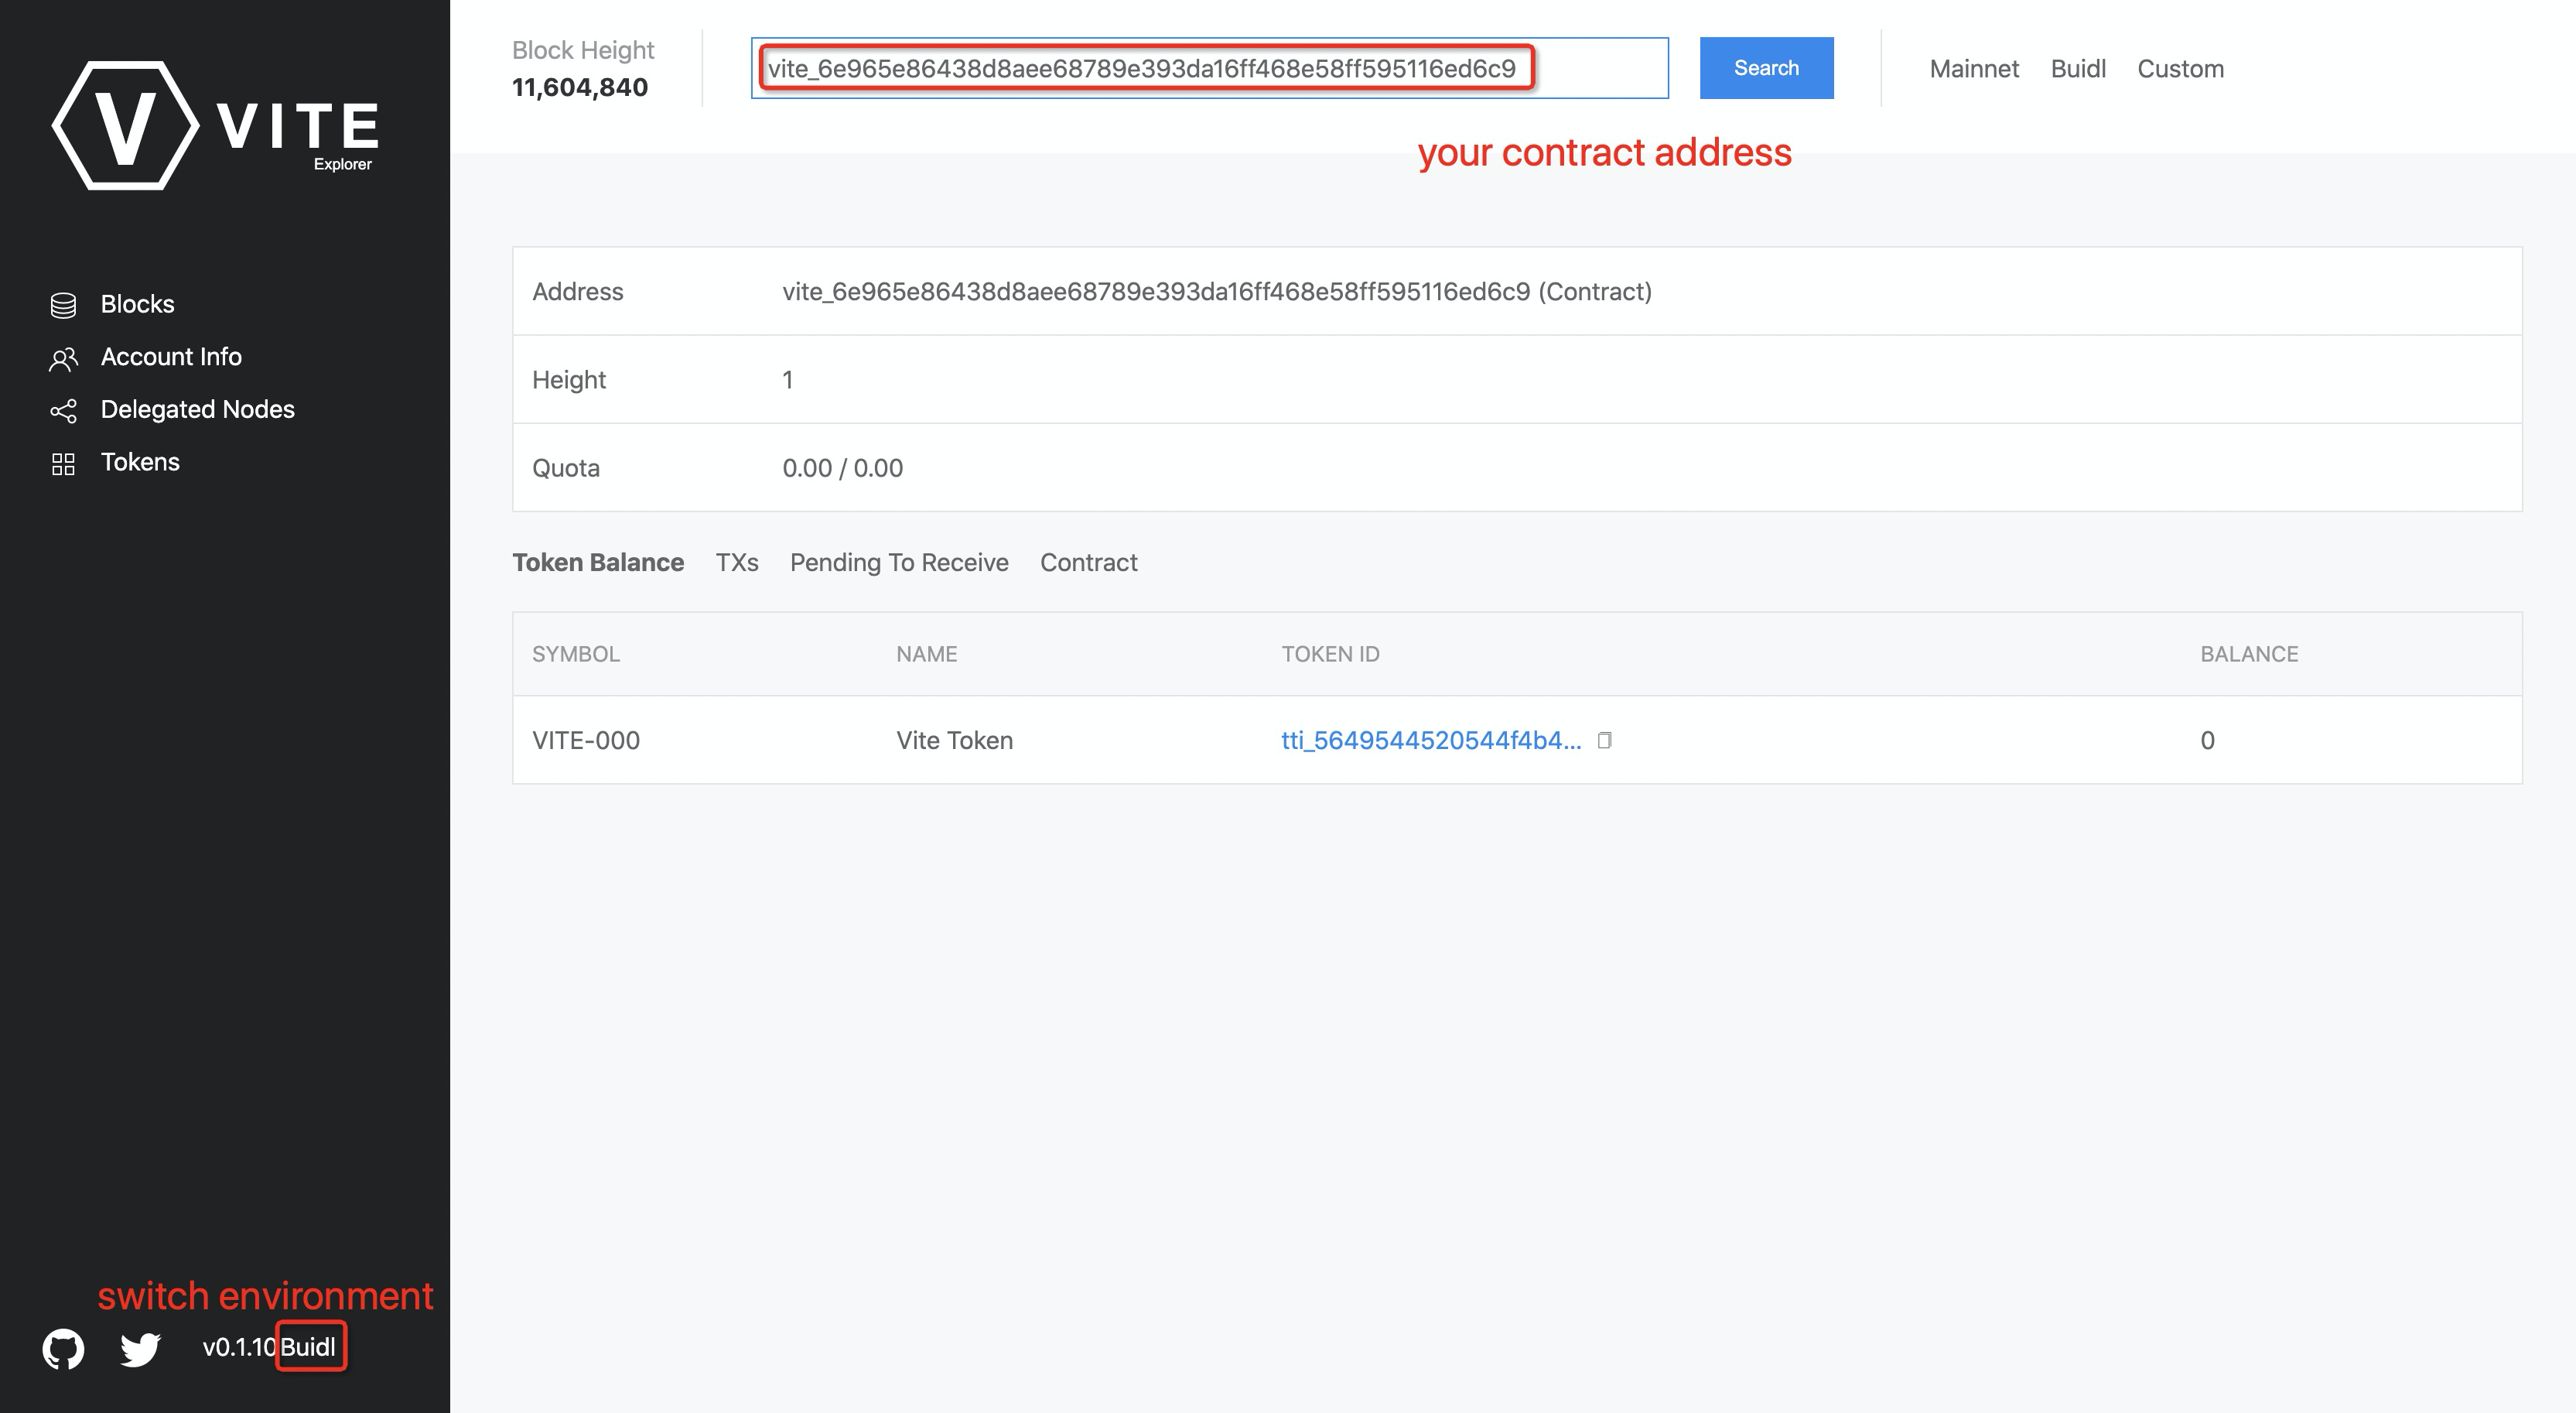 V VITE
Explorer
Blocks
Account Info
Delegated Nodes
Tokens
switch environment
v0.1.10 Buidl
Block Height
11,604,840
vite_6e965e86438d8aee68789e393da16ff468e58ff595116ed6c9
Search
Mainnet Buidl Custom
your contract address
Address vite_6e965e86438d8aee68789e393da16ff468e58ff595116ed6c9 (Contract)
Height 1
Quota 0.00 / 0.00
Token Balance TXs Pending To Receive Contract
SYMBOL NAME TOKEN ID BALANCE
VITE-000 Vite Token tti_5649544520544f4b4... 0